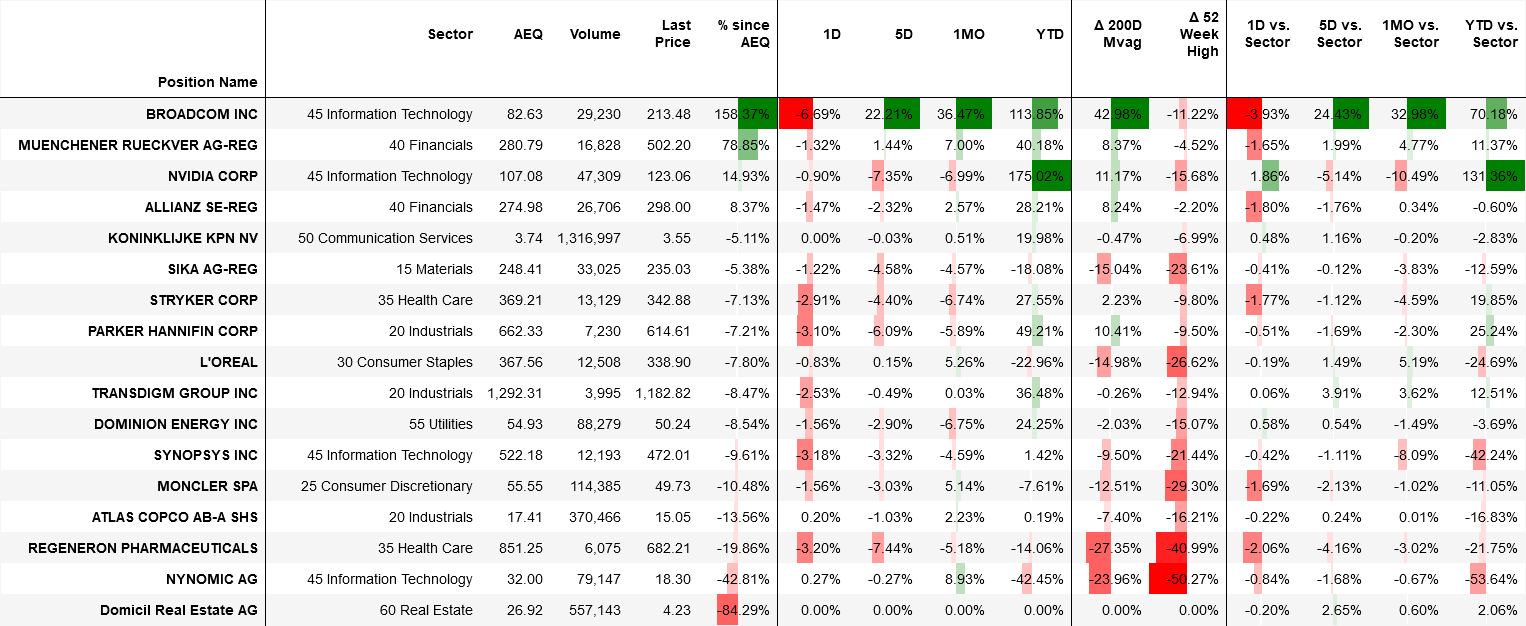 Position Name Sector AEQ Volume Last Price % since AEQ 1D 5D 1MO YTD Δ 200D Mvag Δ 52 Week High 1D vs. Sector 5D vs. Sector 1MO vs. Sector YTD vs. Sector
BROADCOM INC 45 Information Technology 82.63 29,230 213.48 158.37% -6.69% 22.21% 36.47% 113.85% 42.98% -11.22% -3.93% 24.43% 32.98% 70.18%
MUENCHENER RUECKVER AG-REG 40 Financials 280.79 16,828 502.20 78.85% -1.32% 1.44% 7.00% 40.18% 8.37% -4.52% -1.65% 1.99% 4.77% 11.37%
NVIDIA CORP 45 Information Technology 107.08 47,309 123.06 14.93% -0.90% -7.35% -6.99% 175.02% 11.17% -15.68% 1.86% -5.14% -10.49% 131.36%
ALLIANZ SE-REG 40 Financials 274.98 26,706 298.00 8.37% -1.47% -2.32% 2.57% 28.21% 8.24% -2.20% -1.80% -1.76% 0.34% -0.60%
KONINKLIJKE KPN NV 50 Communication Services 3.74 1,316,997 3.55 -5.11% 0.00% -0.03% 0.51% 19.98% -0.47% -6.99% 0.48% 1.16% -0.20% -2.83%
SIKA AG-REG 15 Materials 248.41 33,025 235.03 -5.38% -1.22% -4.58% -4.57% -18.08% -15.04% -23.61% -0.41% -0.12% -3.83% -12.59%
STRYKER CORP 35 Health Care 369.21 13,129 342.88 -7.13% -2.91% -4.40% -6.74% 27.55% 2.23% -9.80% -1.77% -1.12% -4.59% 19.85%
PARKER HANNIFIN CORP 20 Industrials 662.33 7,230 614.61 -7.21% -3.10% -6.09% -5.89% 49.21% 10.41% -9.50% -0.51% -1.69% -2.30% 25.24%
L'OREAL 30 Consumer Staples 367.56 12,508 338.90 -7.80% -0.83% 0.15% 5.26% -22.96% -14.98% -26.62% -0.19% 1.49% 5.19% -24.69%
TRANSDIGM GROUP INC 20 Industrials 1,292.31 3,995 1,182.82 -8.47% -2.53% -0.49% 0.03% 36.48% -0.26% -12.94% 0.06% 3.91% 3.62% 12.51%
DOMINION ENERGY INC 55 Utilities 54.93 88,279 50.24 -8.54% -1.56% -2.90% -6.75% 24.25% -2.03% -15.07% 0.58% 0.54% -1.49% -3.69%
SYNOPSYS INC 45 Information Technology 522.18 12,193 472.01 -9.61% -3.18% -3.32% -4.59% 1.42% -9.50% -21.44% -0.42% -1.11% -8.09% -42.24%
MONCLER SPA 25 Consumer Discretionary 55.55 114,385 49.73 -10.48% -1.56% -3.03% 5.14% -7.61% -12.51% -29.30% -1.69% -2.13% -1.02% -11.05%
ATLAS COPCO AB-A SHS 20 Industrials 17.41 370,466 15.05 -13.56% 0.20% -1.03% 2.23% 0.19% -7.40% -16.21% -0.22% 0.24% 0.01% -16.83%
REGENERON PHARMACEUTICALS 35 Health Care 851.25 6,075 682.21 -19.86% -3.20% -7.44% -5.18% -14.06% -27.35% -40.99% -2.06% -4.16% -3.02% -21.75%
NYNOMIC AG 45 Information Technology 32.00 79,147 18.30 -42.81% 0.27% -0.27% 8.93% -42.45% -23.96% -50.27% -0.84% -1.68% -0.67% -53.64%
Domicil Real Estate AG 60 Real Estate 26.92 557,143 4.23 -84.29% 0.00% 0.00% 0.00% 0.00% 0.00% 0.00% -0.20% 2.65% 0.60% 2.06%